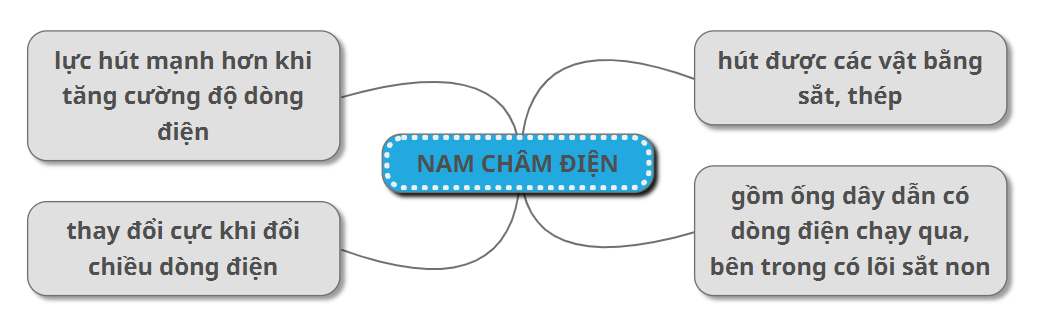 lực hút mạnh hơn khi
tăng cường độ dòng
điện
hút được các vật bằng
sắt, thép
NAM CHÂM ĐIỆN
thay đổi cực khi đổi
chiều dòng điện
gồm ống dây dẫn có
dòng điện chạy qua,
bên trong có lõi sắt non